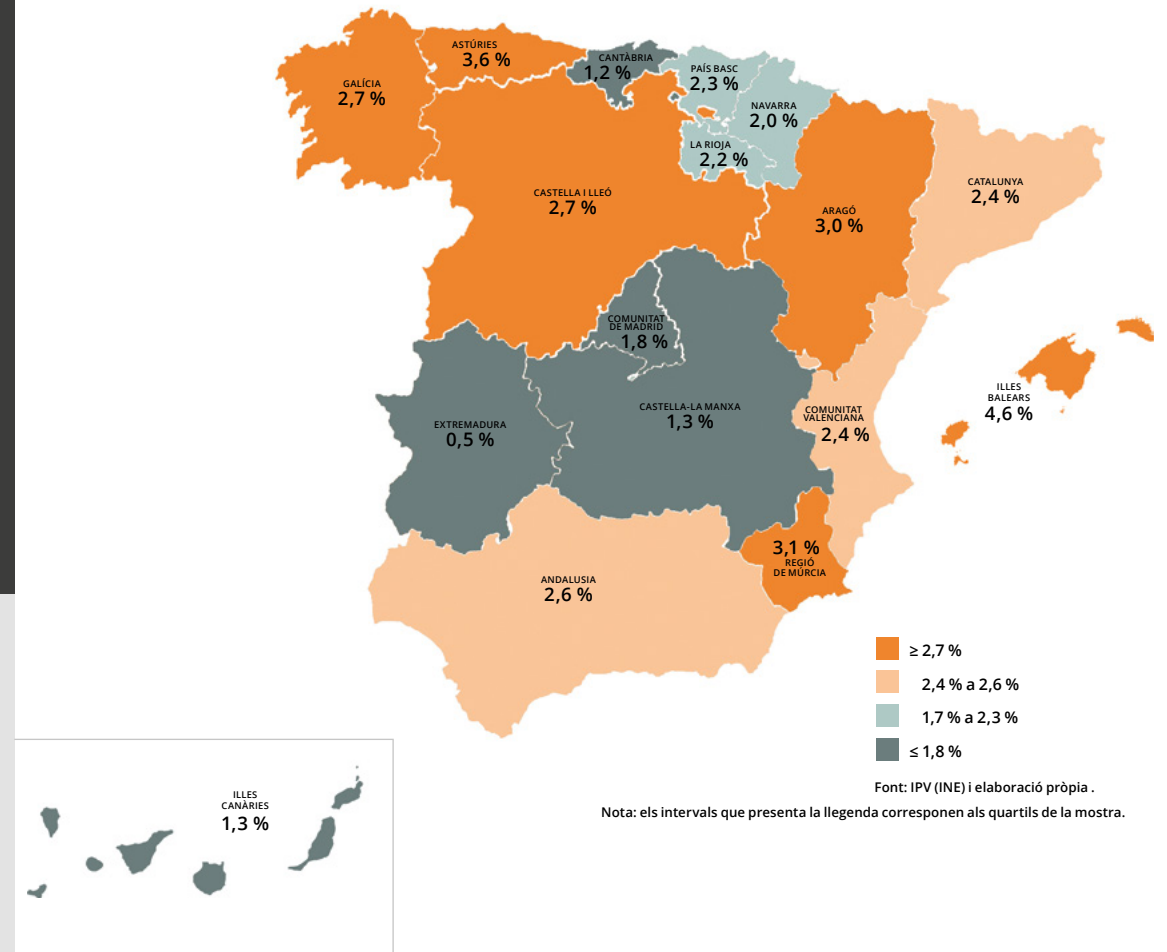 ASTÚRIES
3,6 %
CANTÀBRIA
1,2 %
PAÍS BASC
2,3 %
GALÍCIA
2,7 %
NAVARRA
2,0 %
LA RIOJA
2,2 %
CATALUNYA
2,4 %
CASTELLA I LLEÓ
2,7 %
ARAGÓ
3,0 %
COMUNITAT
DE MADRID
1,8 %
ILLES
BALEARS
4,6 %
CASTELLA-LA MANXA
1,3 %
COMUNITAT
VALENCIANA
2,4 %
EXTREMADURA
0,5 %
3,1 %
REGIÓ
DE MÚRCIA
ANDALUSIA
2,6 %
≥ 2,7 %
2,4 % a 2,6 %
1,7 % a 2,3 %
≤ 1,8 %
Font: IPV (INE) i elaboració pròpia .
Nota: els intervals que presenta la llegenda corresponen als quartils de la mostra.
ILLES
CANÀRIES
1,3 %